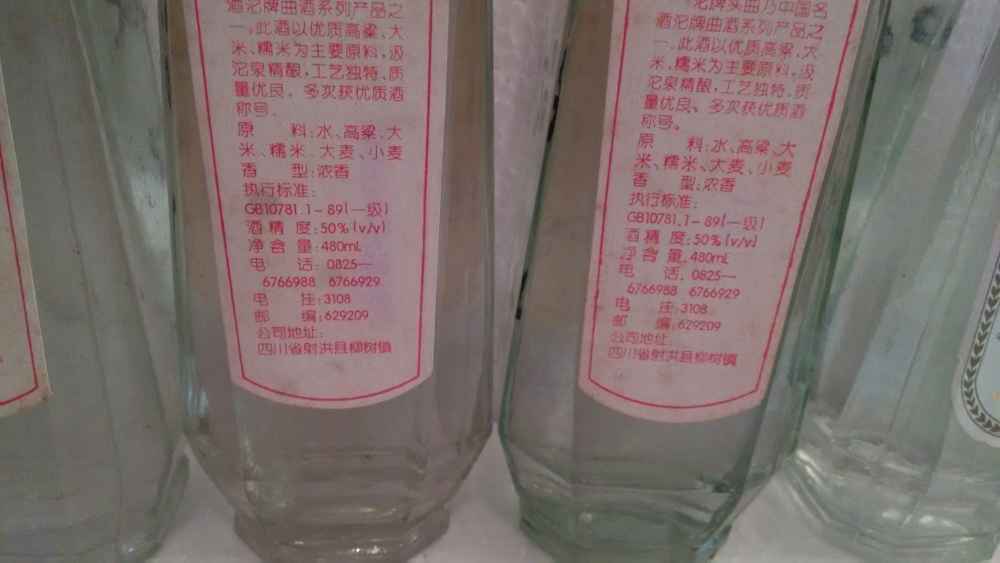 酒沱牌曲酒系列产品之
一,此酒以优质高粱、大
米、糯米为主要原料,汲
沱泉精酿,工艺独特、质
量优良、多次获优质酒
称号。
原 料:水、高粱、大
米、糯米、大麦、小麦
香 型:浓香
执行标准:
GB10781.1-89(一级)
酒精度:50%(v/v)
净含量:480mL
电 话:0825—
6766988 6766929
电 挂:3108
邮 编:629209
公司地址:
四川省射洪县柳树镇
沱牌头曲乃中国名
酒沱牌曲酒系列产品之
一,此酒以优质高粱,大
米、糯米为主要原料,汲
沱泉精酿,工艺独特、质
量优良、多次获优质酒
称号。
原 料:水、高粱、大
米、糯米、大麦、小麦
香 型:浓香
执行标准:
GB10781.1-89(一级)
酒精度:50%(v/v)
净含量:480mL
电 话:0825—
6766988 6766929
电 挂:3108
邮 编:629209
公司地址:
四川省射洪县柳树镇